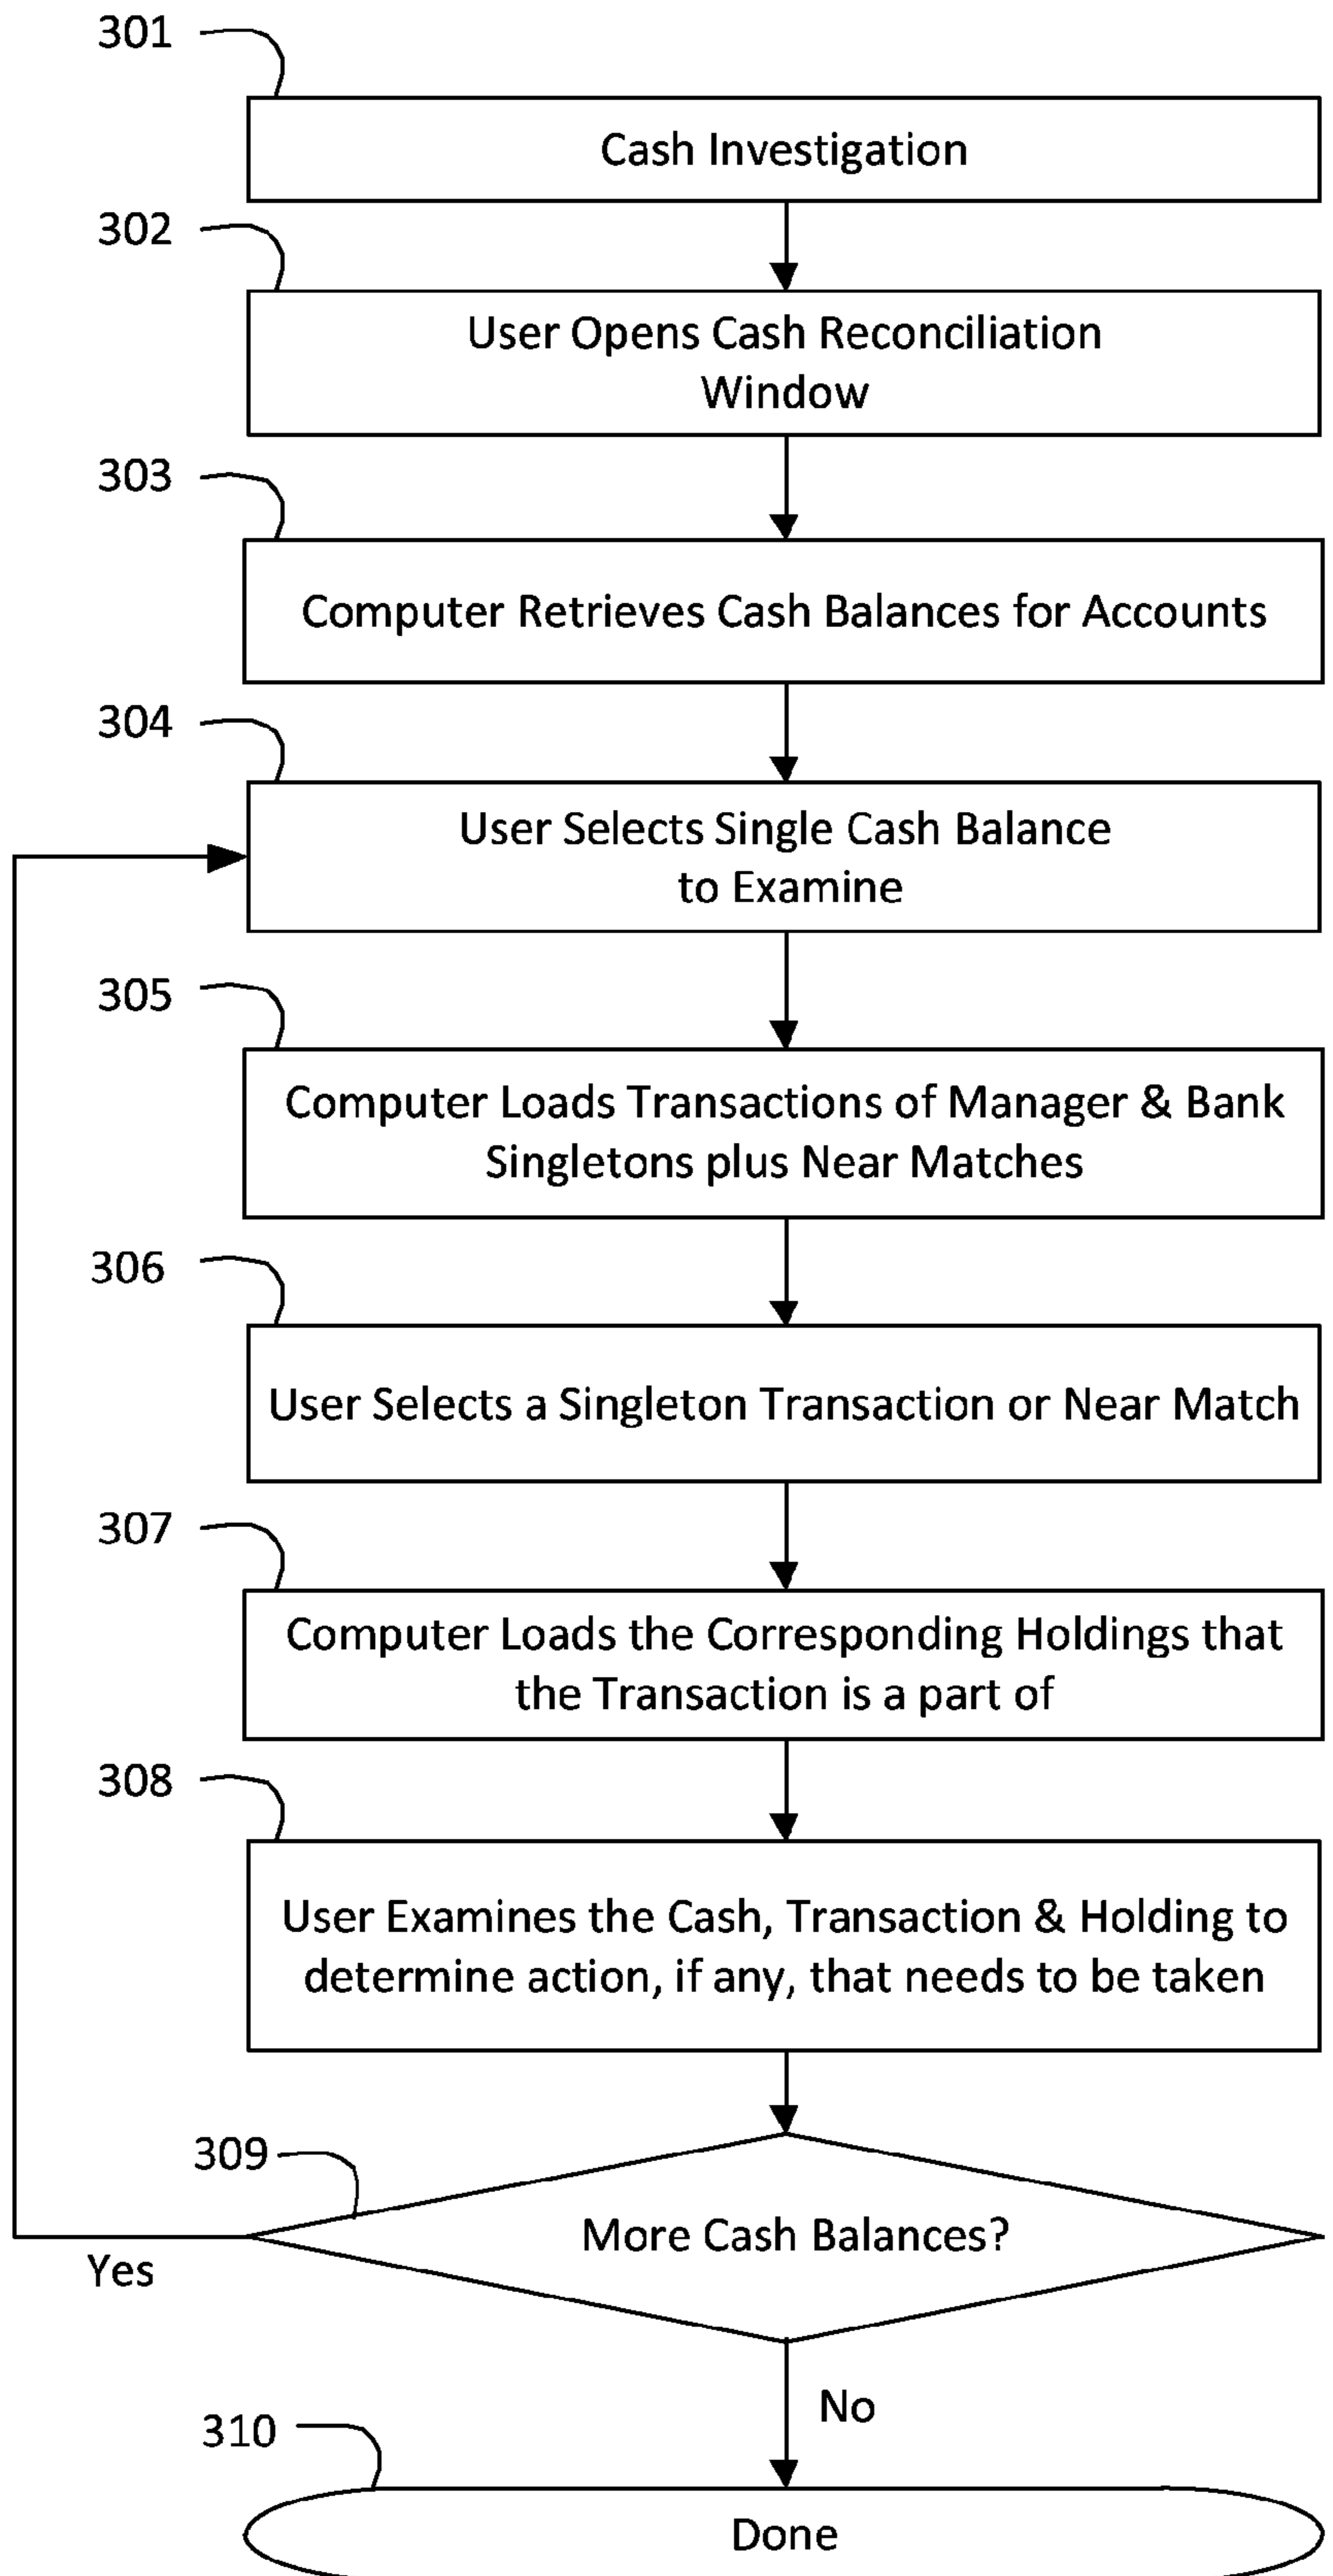 301
Cash Investigation
302
User Opens Cash Reconciliation
Window
303
Computer Retrieves Cash Balances for Accounts
304
User Selects Single Cash Balance
to Examine
305
Computer Loads Transactions of Manager & Bank
Singletons plus Near Matches
306
User Selects a Singleton Transaction or Near Match
307
Computer Loads the Corresponding Holdings that
the Transaction is a part of
308
User Examines the Cash, Transaction & Holding to
determine action, if any, that needs to be taken
309
More Cash Balances?
Yes
No
310
Done